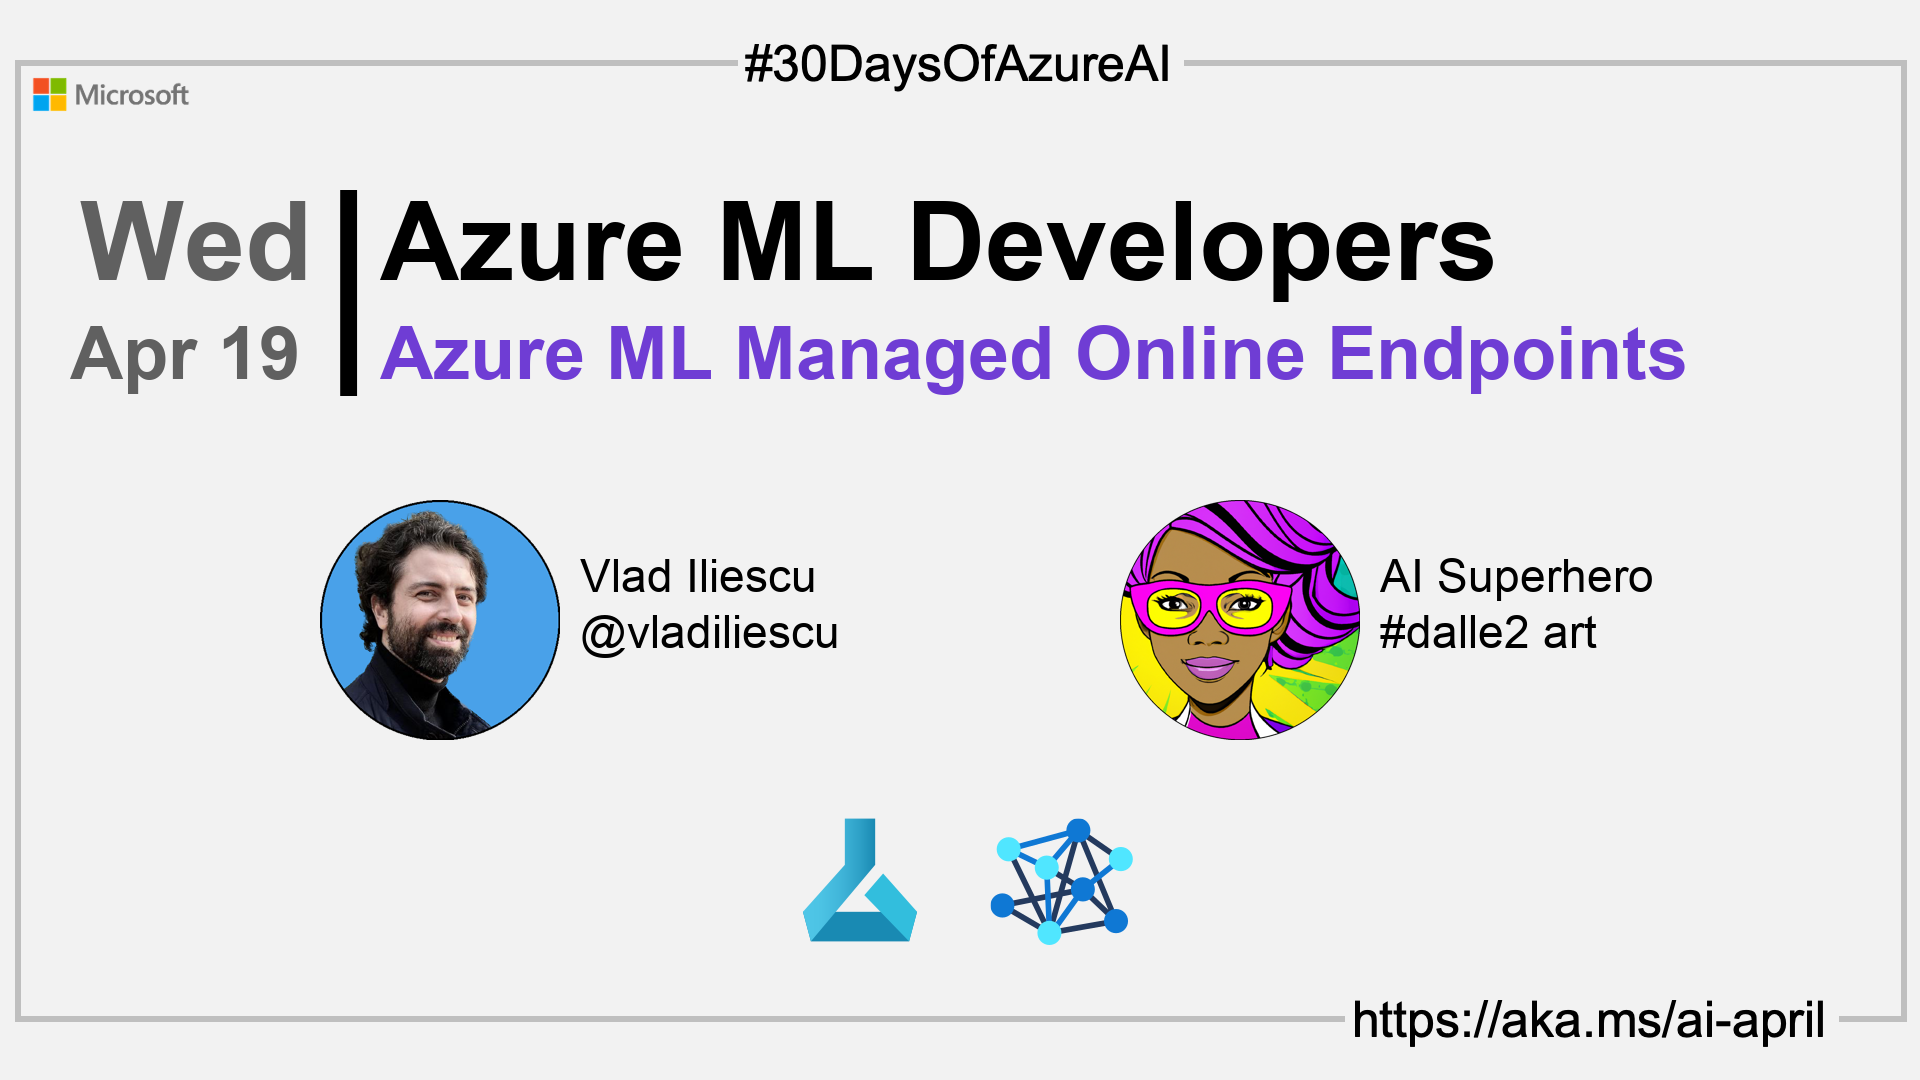 #30DaysOfAzureAI
Microsoft
Wed
Azure ML Developers
Apr 19
Azure ML Managed Online Endpoints
Vlad Iliescu
@vladiliescu
AI Superhero
#dalle2 art
https://aka.ms/ai-april